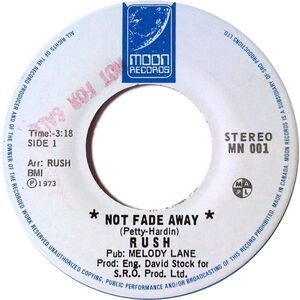 MOON
RECORDS
NOT FOR SALE
Time:-3:18
SIDE 1
STEREO
MN 001
Arr: RUSH
BMI
Ⓟ1973
MAPL
* NOT FADE AWAY *
(Petty-Hardin)
RUSH
Pub: MELODY LANE
Prod: Eng. David Stock for
S.R.O. Prod. Ltd.
ALL RIGHTS OF THE RECORD PRODUCER AND OF THE OWNER OF THE RECORDED WORK RESERVED
UNAUTHORIZED COPYING, PUBLIC PERFORMANCE AND/OR BROADCASTING OF THIS RECORD PROHIBITED.
MADE IN CANADA.